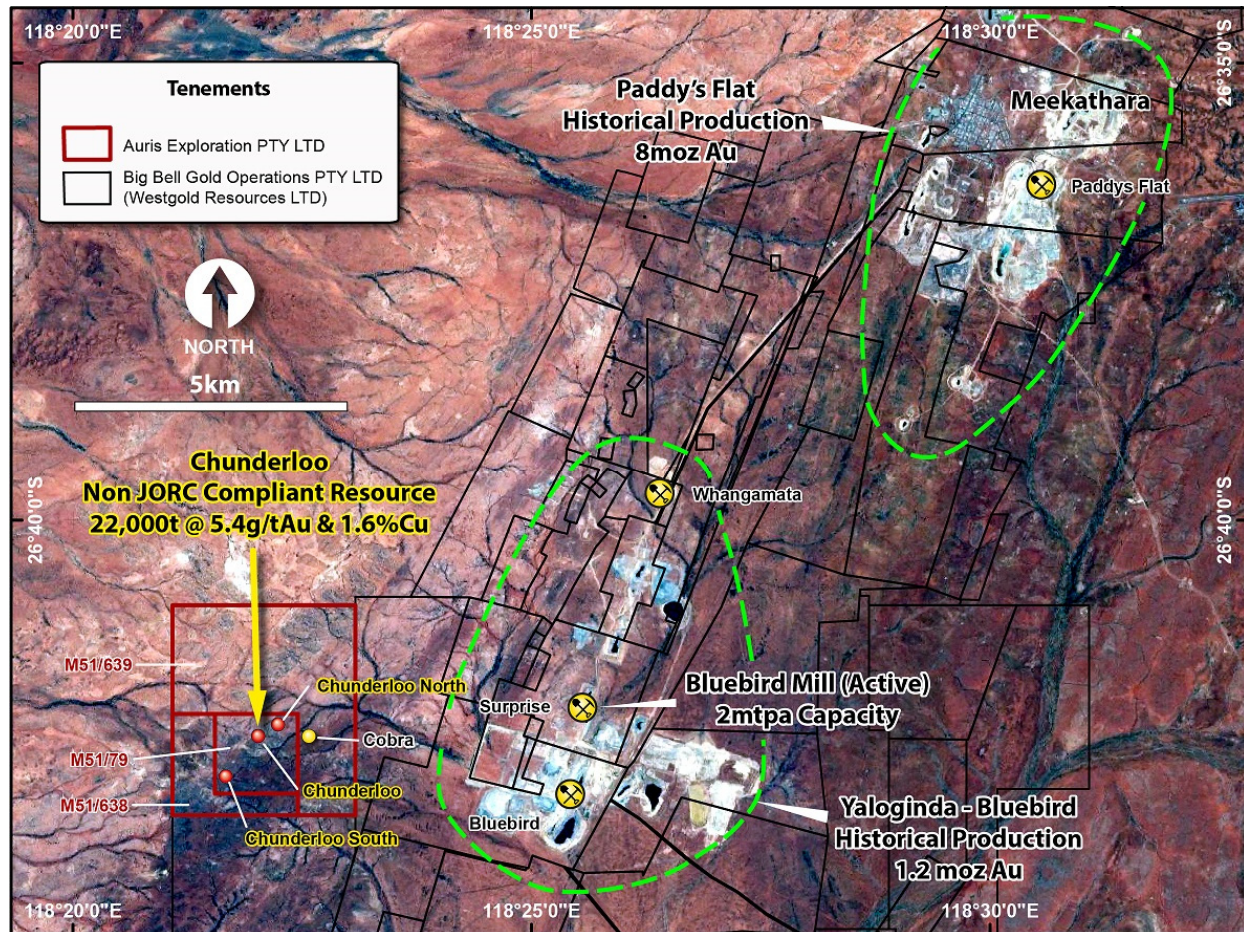 118°20'0"E
118°25'0"E
118°30'0"E
26°35'0"S
Tenements
Auris Exploration PTY LTD
Big Bell Gold Operations PTY LTD
(Westgold Resources LTD)
Paddy's Flat
Historical Production
8moz Au
Meekathara
Paddys Flat
NORTH
5km
Chunderloo
Non JORC Compliant Resource
22,000t @ 5.4g/tAu & 1.6%Cu
Whangamata
26°40'0"S
26°40'0"S
M51/639
Chunderloo North
Surprise
Bluebird Mill (Active)
2mtpa Capacity
Cobra
M51/79
Chunderloo
M51/638
Chunderloo South
Bluebird
Yaloginda - Bluebird
Historical Production
1.2 moz Au
118°20'0"E
118°25'0"E
118°30'0"E